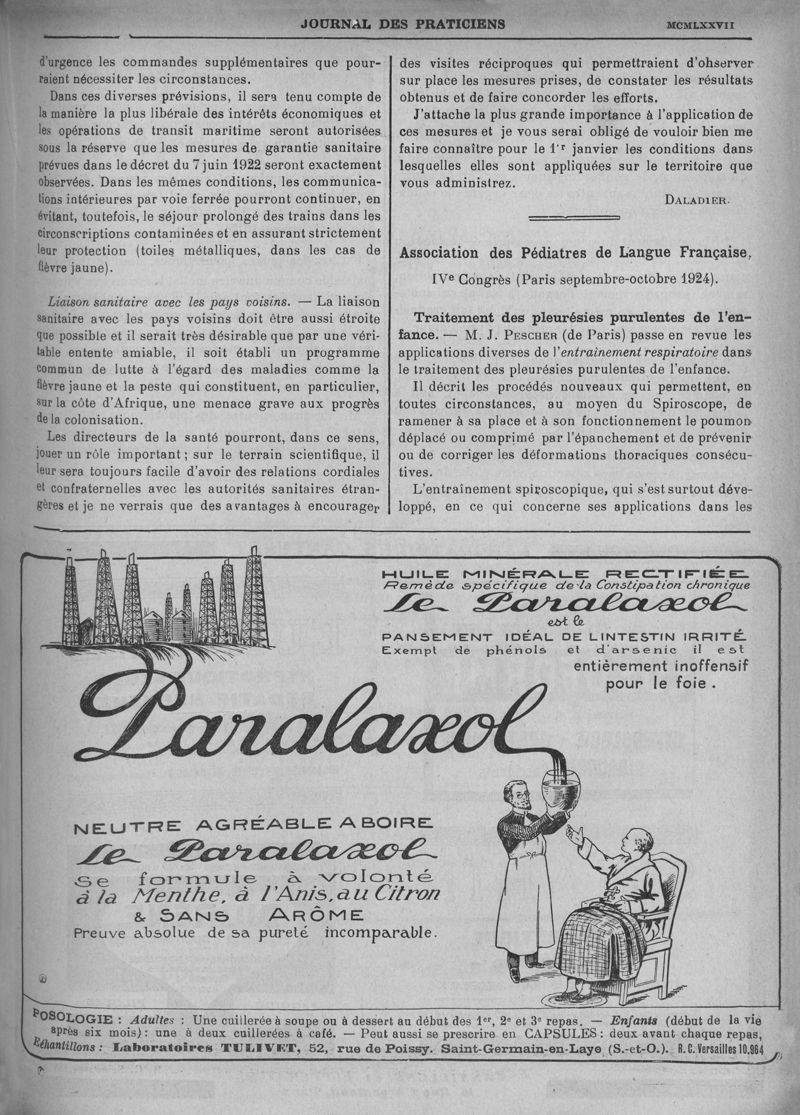 JOURNAL DES PRATICIENS
MCMLXXVII
d'urgence les commandes supplémentaires que pour-
raient nécessiter les circonstances.
Dans ces diverses prévisions, il sera tenu compte de
la manière la plus libérale des intérêts économiques et
les opérations de transit maritime seront autorisées
sous la réserve que les mesures de garantie sanitaire
prévues dans le décret du 7 juin 1922 seront exactement
observées. Dans les mêmes conditions, les communica-
tions intérieures par voie ferrée pourront continuer, en
évitant, toutefois, le séjour prolongé des trains dans les
circonscriptions contaminées et en assurant strictement
leur protection (toiles métalliques, dans les cas de
fièvre jaune).
Liaison sanitaire avec les pays voisins. — La liaison
sanitaire avec les pays voisins doit être aussi étroite
que possible et il serait très désirable que par une véri-
table entente amiable, il soit établi un programme
commun de lutte à l'égard des maladies comme la
fièvre jaune et la peste qui constituent, en particulier,
sur la côte d'Afrique, une menace grave aux progrès
de la colonisation.
Les directeurs de la santé pourront, dans ce sens,
jouer un rôle important ; sur le terrain scientifique, il
leur sera toujours facile d'avoir des relations cordiales
et confraternelles avec les autorités sanitaires étran-
gères et je ne verrais que des avantages à encourager
des visites réciproques qui permettraient d'ohserver
sur place les mesures prises, de constater les résultats
obtenus et de faire concorder les efforts.
J'attache la plus grande importance à l'application de
ces mesures et je vous serai obligé de vouloir bien me
faire connaître pour le 1er janvier les conditions dans
lesquelles elles sont appliquées sur le territoire que
vous administrez.
DALADIER.
Association des Pédiatres de Langue Française.
IVe Congrès (Paris septembre-octobre 1924).
Traitement des pleurésies purulentes de l'en-
fance. — M. J. PESCHER (de Paris) passe en revue les
applications diverses de l'entraînement respiratoire dans
le traitement des pleurésies purulentes de l'enfance.
Il décrit les procédés nouveaux qui permettent, en
toutes circonstances, au moyen du Spiroscope, de
ramener à sa place et à son fonctionnement le poumon
déplacé ou comprimé par l'épanchement et de prévenir
ou de corriger les déformations thoraciques consécu-
tives.
L'entraînement spiroscopique, qui s'est surtout déve-
loppé, en ce qui concerne ses applications dans les
HUILE MINÉRALE RECTIFIÉE
Remède spécifique de la Constipation chronique
Le Paralaxol
est le
PANSEMENT IDÉAL DE L'INTESTIN IRRITÉ
Exempt de phénols et d'arsenic il est
entièrement inoffensif
pour le foie.
Paralaxol
NEUTRE AGRÉABLE A BOIRE
Le Paralaxol
se formule à volonté
à la Menthe, à l'Anis, au Citron
& SANS ARÔME
Preuve absolue de sa pureté incomparable.
POSOLOGIE : Adultes : Une cuillerée à soupe ou à dessert au début des 1er, 2e et 3e repas. — Enfants (début de la vie
après six mois) : une à deux cuillerées à café. — Peut aussi se prescrire en CAPSULES : deux avant chaque repas,
Échantillons : Laboratoires TULIVET, 52, rue de Poissy. Saint-Germain-en-Laye (S.-et-O.). R.C. Versailles 10.964